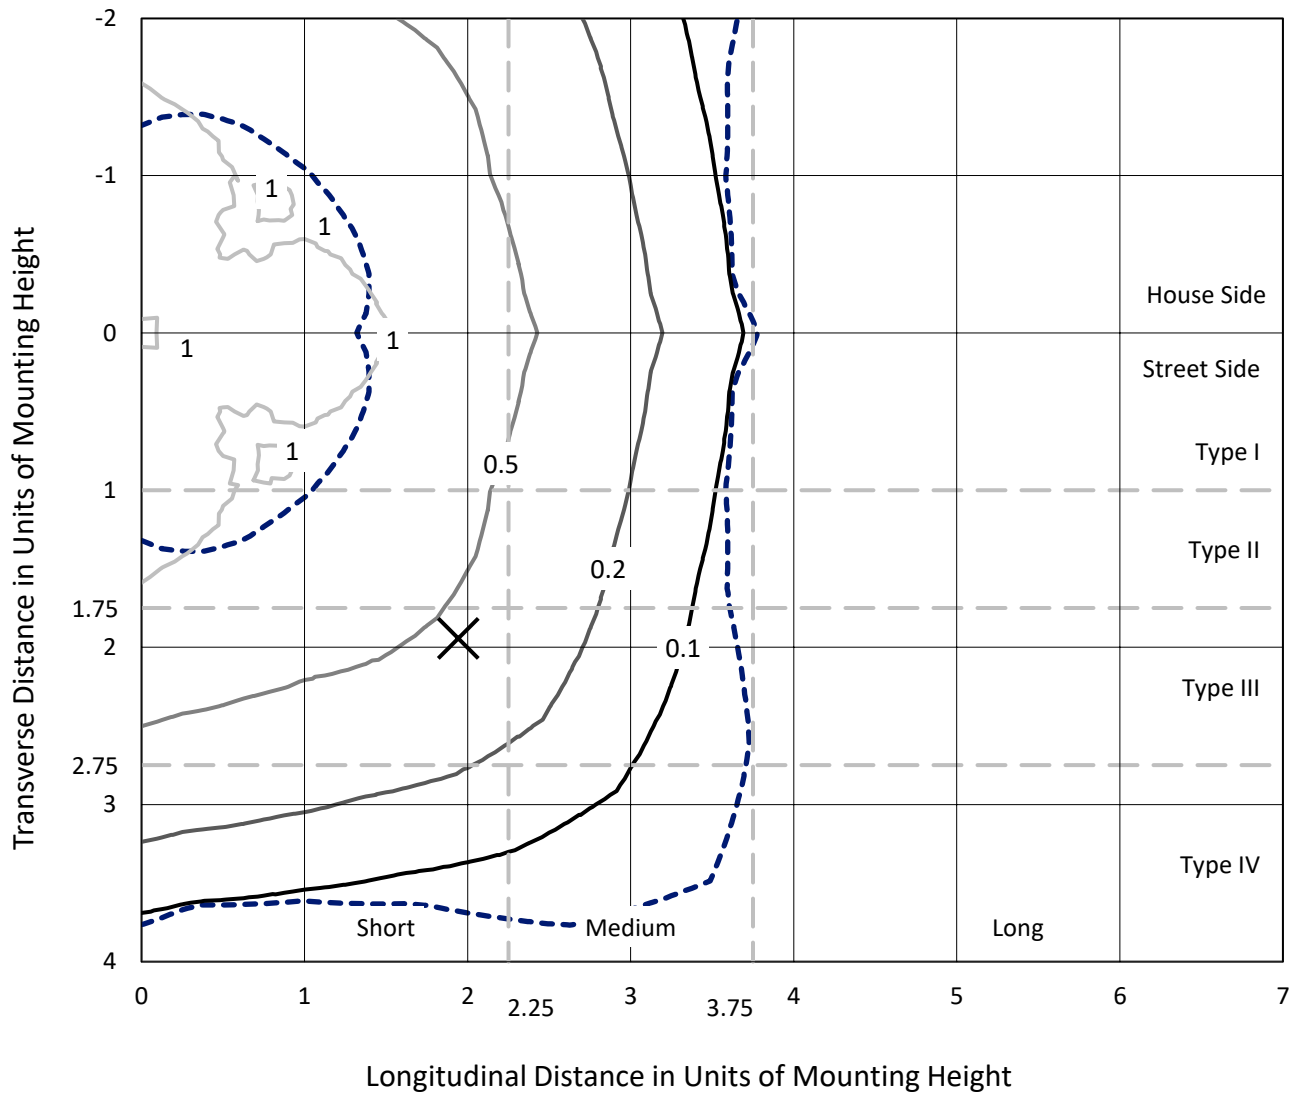 -2
-1
1
1
House Side
0
1
1
Street Side
Type I
1
0.5
1
Type II
0.2
1.75
2
0.1
Type III
2.75
3
Type IV
Short
Medium
Long
4
0
1
2
2.25
3
3.75
4
5
6
7
Transverse Distance in Units of Mounting Height
Longitudinal Distance in Units of Mounting Height